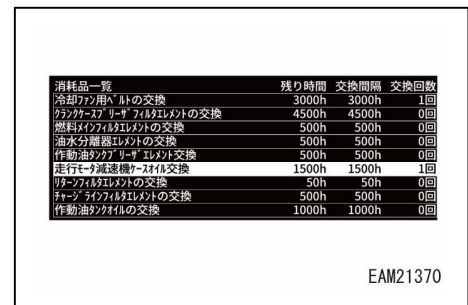 消耗品一覧 残り時間 交換間隔 交換回数
冷却ﾌｧﾝ用ﾍﾞﾙﾄの交換 3000h 3000h 1回
ｸﾗﾝｸｹｰｽﾌﾞﾘｰｻﾞﾌｨﾙﾀｴﾚﾒﾝﾄの交換 4500h 4500h 0回
燃料ﾒｲﾝﾌｨﾙﾀｴﾚﾒﾝﾄの交換 500h 500h 0回
油水分離器ｴﾚﾒﾝﾄの交換 500h 500h 0回
作動油ﾀﾝｸﾌﾞﾘｰｻﾞｴﾚﾒﾝﾄ交換 500h 500h 0回
走行ﾓｰﾀ減速機ｹｰｽｵｲﾙ交換 1500h 1500h 1回
ﾘﾀｰﾝﾌｨﾙﾀｴﾚﾒﾝﾄの交換 50h 50h 0回
ﾁｬｰｼﾞﾗｲﾝﾌｨﾙﾀｴﾚﾒﾝﾄの交換 500h 500h 0回
作動油ﾀﾝｸｵｲﾙの交換 1000h 1000h 0回
EAM21370